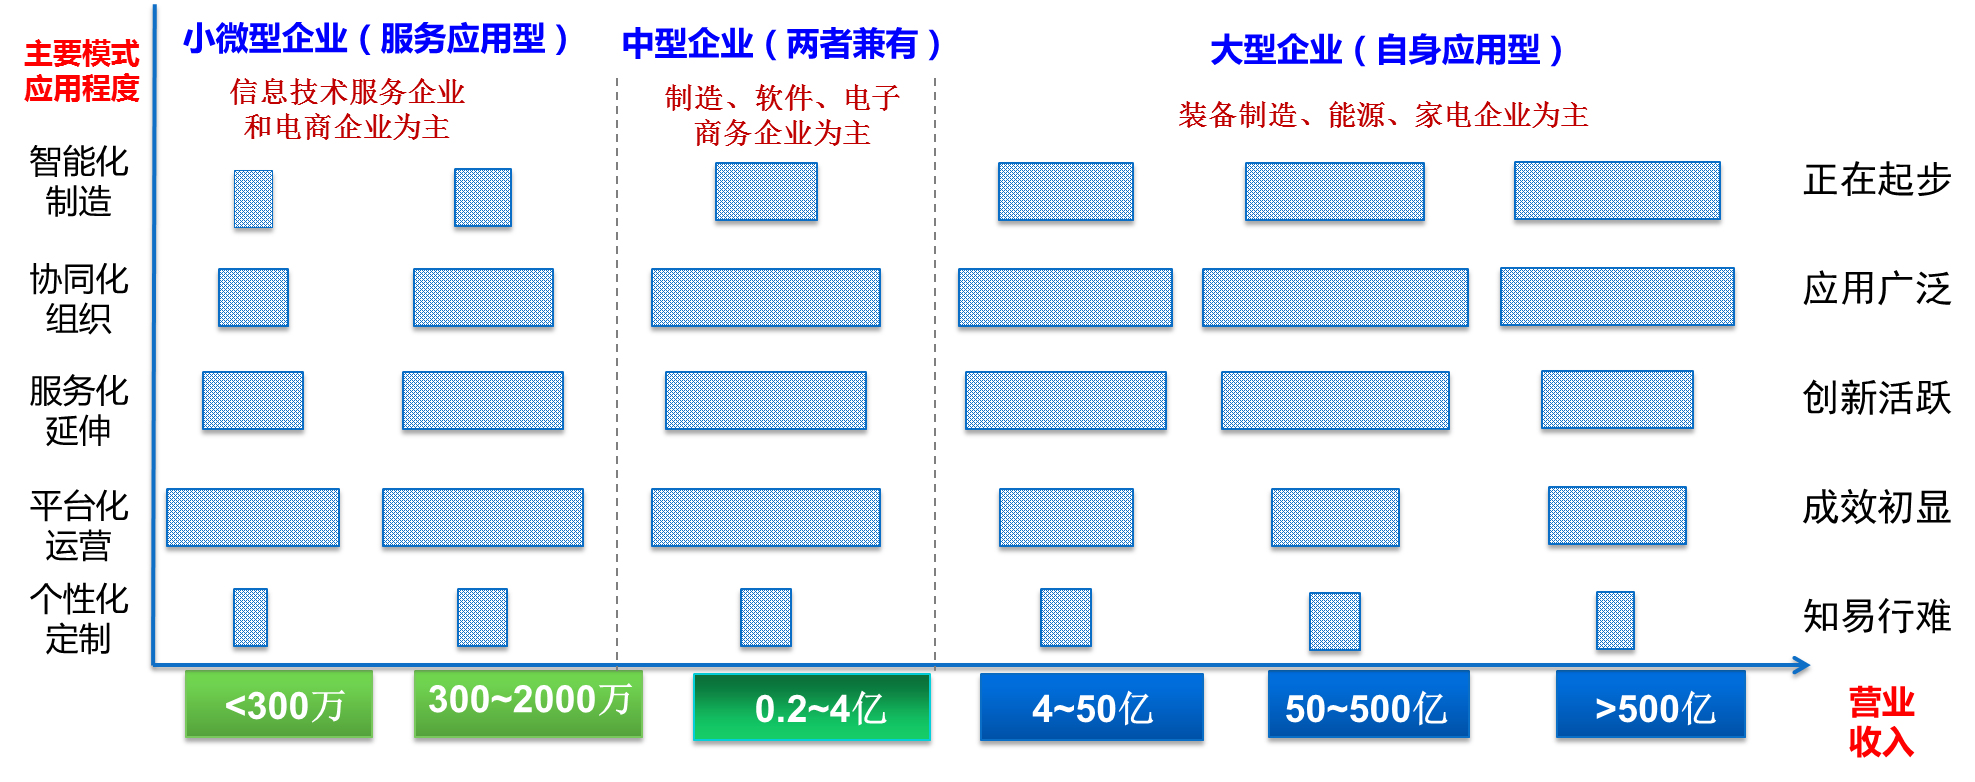 主要模式
应用程度
小微型企业（服务应用型）
中型企业（两者兼有）
大型企业（自身应用型）
信息技术服务企业
和电商企业为主
制造、软件、电子
商务企业为主
装备制造、能源、家电企业为主
智能化
制造
正在起步
协同化
组织
应用广泛
服务化
延伸
创新活跃
平台化
运营
成效初显
个性化
定制
知易行难
<300万
300~2000万
0.2~4亿
4~50亿
50~500亿
>500亿
营业
收入